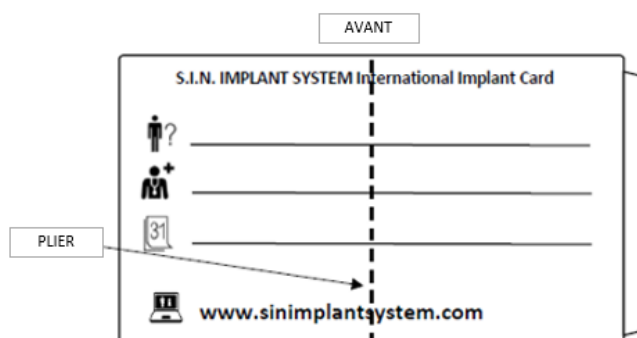 AVANT
S.I.N. IMPLANT SYSTEM International Implant Card
?
31
PLIER
www.sinimplantsystem.com